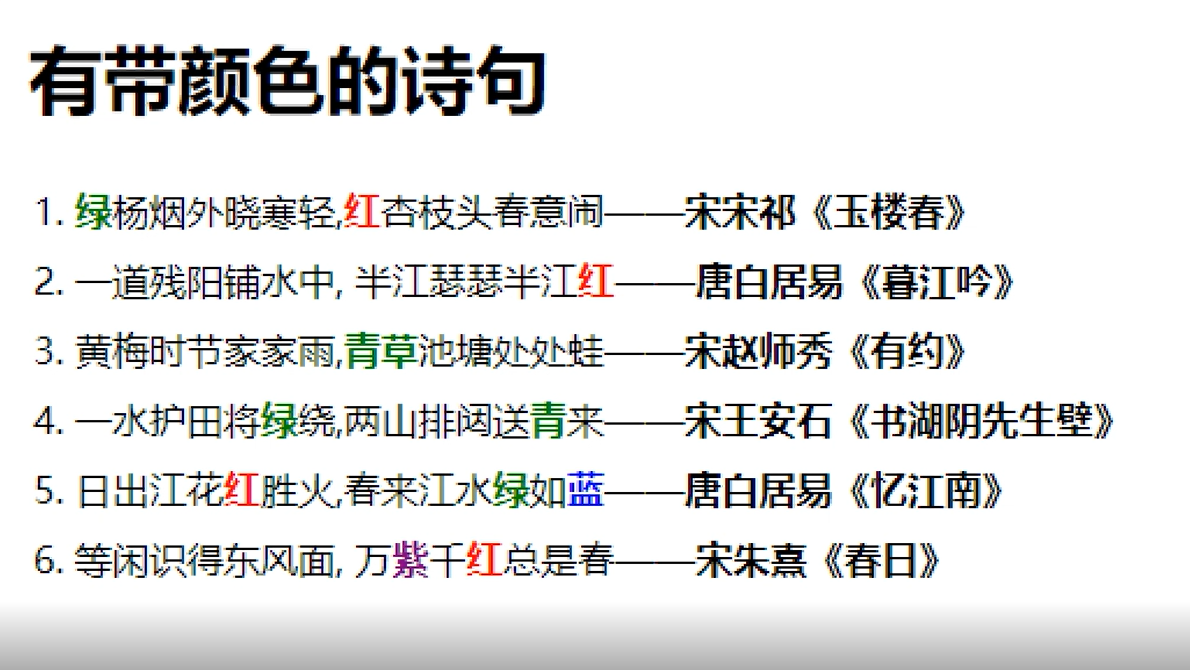 有带颜色的诗句
1. 绿杨烟外晓寒轻,红杏枝头春意闹——宋宋祁《玉楼春》
2. 一道残阳铺水中, 半江瑟瑟半江红——唐白居易《暮江吟》
3. 黄梅时节家家雨,青草池塘处处蛙——宋赵师秀《有约》
4. 一水护田将绿绕,两山排闼送青来——宋王安石《书湖阴先生壁》
5. 日出江花红胜火,春来江水绿如蓝——唐白居易《忆江南》
6. 等闲识得东风面, 万紫千红总是春——宋朱熹《春日》